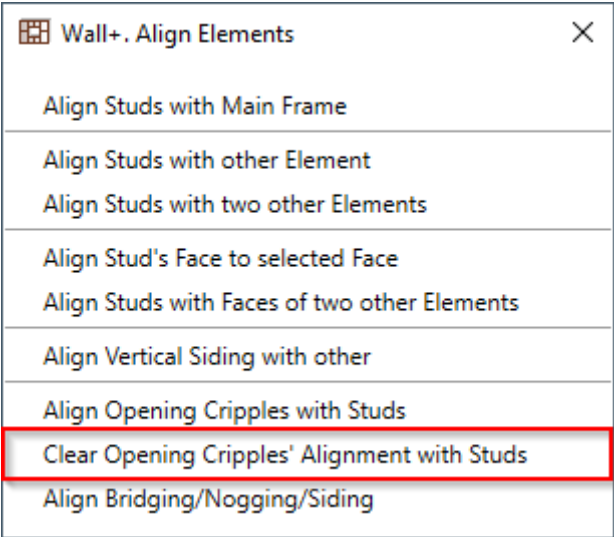 Wall+. Align Elements
Align Studs with Main Frame
Align Studs with other Element
Align Studs with two other Elements
Align Stud's Face to selected Face
Align Studs with Faces of two other Elements
Align Vertical Siding with other
Align Opening Cripples with Studs
Clear Opening Cripples' Alignment with Studs
Align Bridging/Nogging/Siding